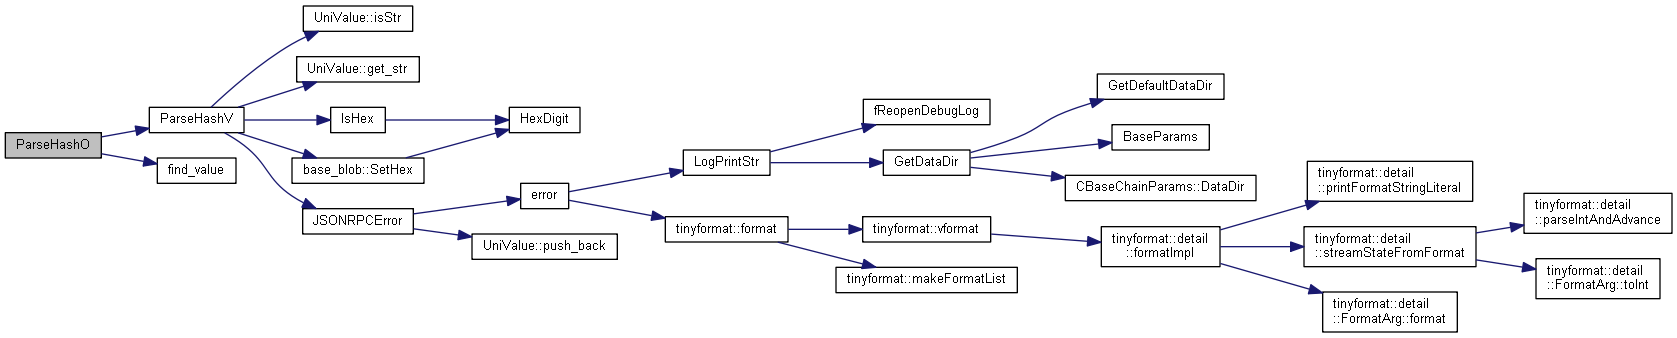 ParseHashO
ParseHashV
find_value
UniValue::isStr
UniValue::get_str
IsHex
base_blob::SetHex
JSONRPCError
HexDigit
error
UniValue::push_back
LogPrintStr
tinyformat::format
fReopenDebugLog
GetDataDir
tinyformat::vformat
tinyformat::makeFormatList
GetDefaultDataDir
BaseParams
CBaseChainParams::DataDir
tinyformat::detail
::formatImpl
tinyformat::detail
::printFormatStringLiteral
tinyformat::detail
::streamStateFromFormat
tinyformat::detail
::FormatArg::format
tinyformat::detail
::parseIntAndAdvance
tinyformat::detail
::FormatArg::toInt